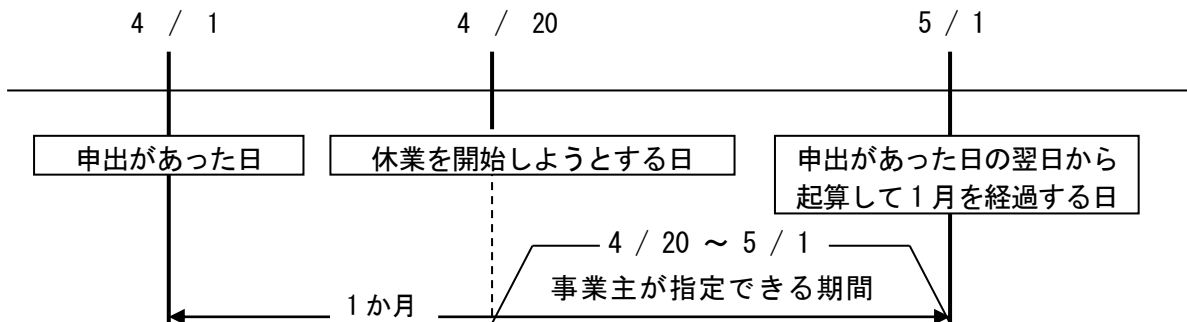 4 / 1
4 / 20
5 / 1
申出があった日
休業を開始しようとする日
申出があった日の翌日から
起算して1月を経過する日
4 / 20 ～ 5 / 1
事業主が指定できる期間
1か月